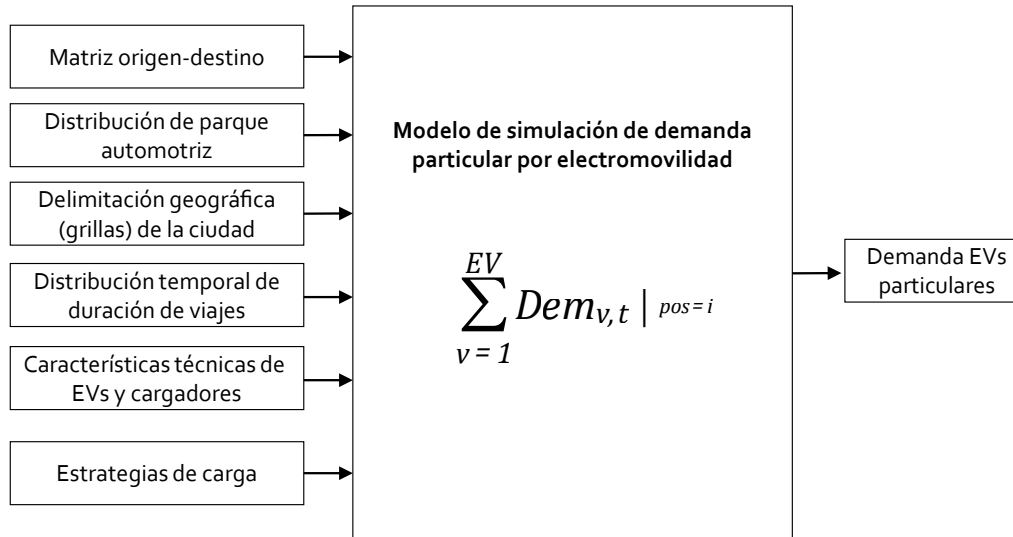 Matriz origen-destino
Distribución de parque
automotriz
Delimitación geográfica
(grillas) de la ciudad
Distribución temporal de
duración de viajes
Características técnicas de
EVs y cargadores
Estrategias de carga
Modelo de simulación de demanda
particular por electromovilidad
EV
∑ Dem v, t | pos = i
v = 1
Demanda EVs
particulares